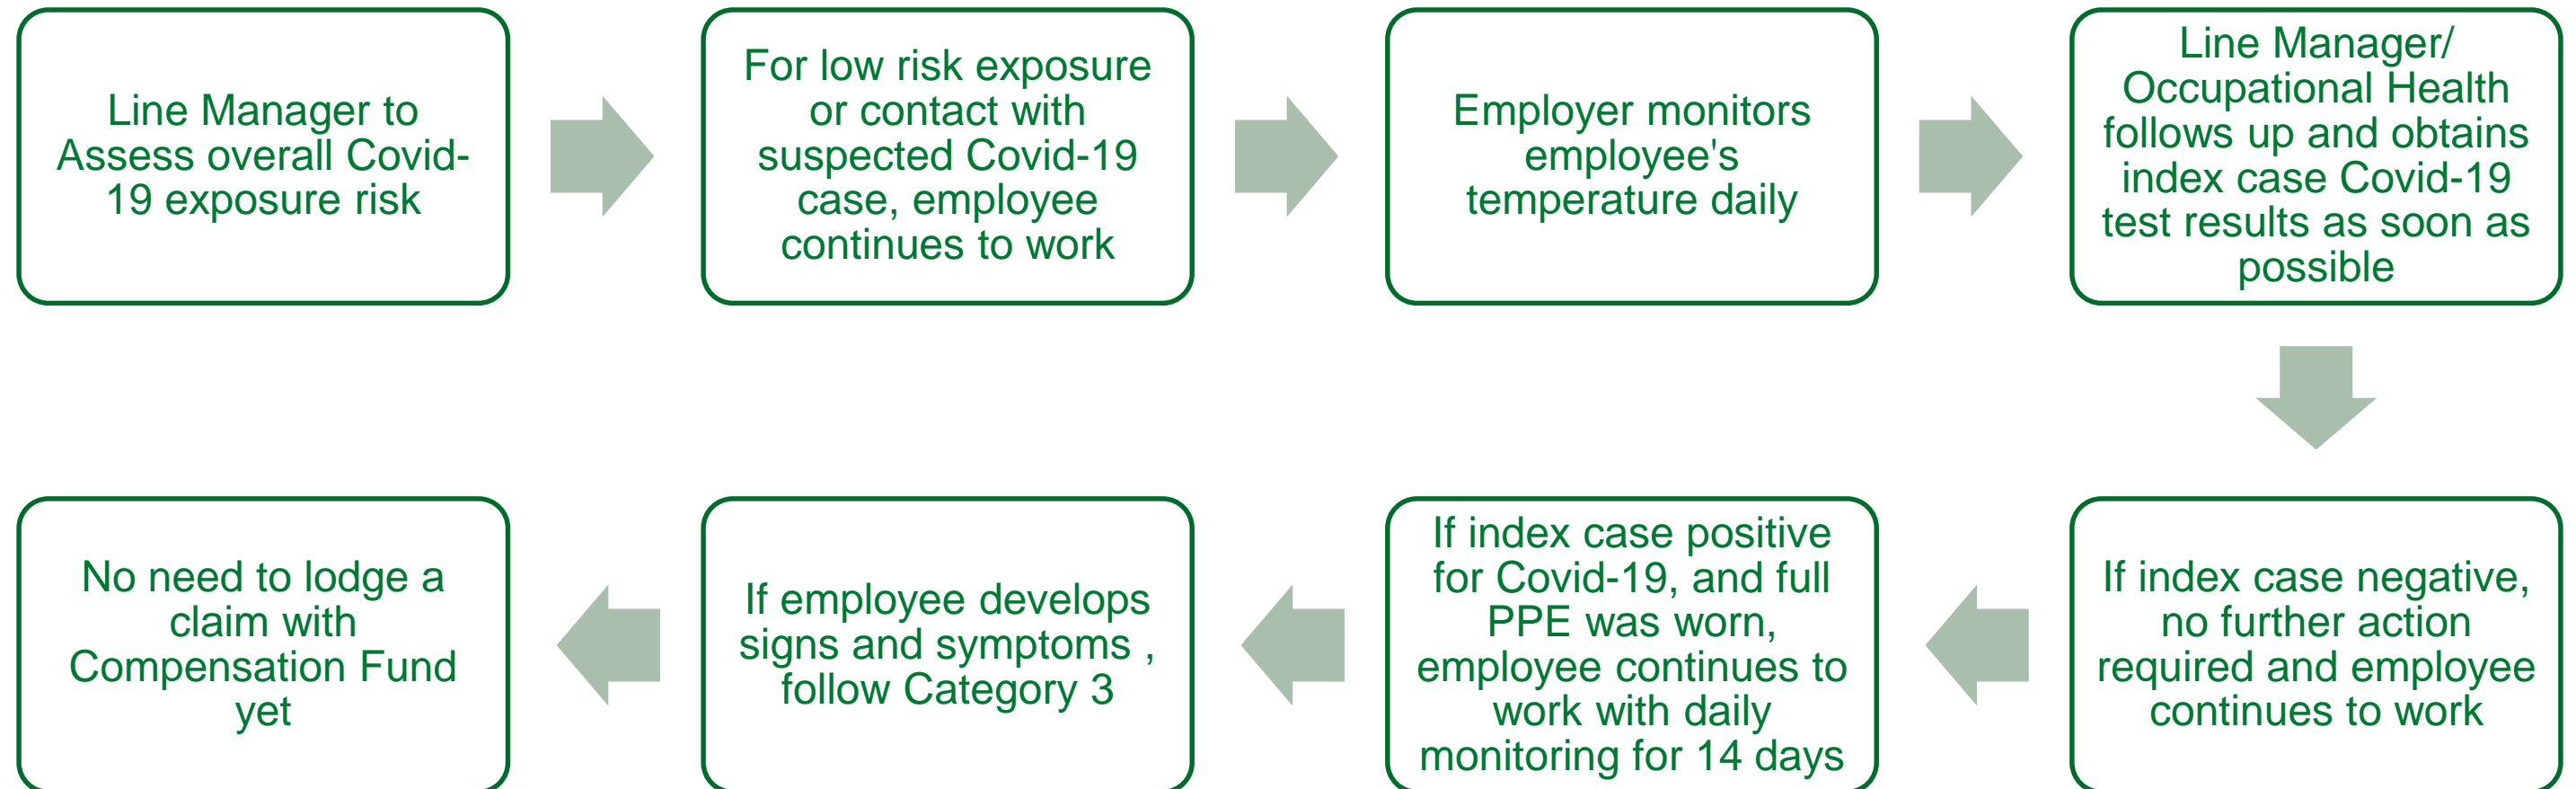 Line Manager to
Assess overall Covid-
19 exposure risk
For low risk exposure
or contact with
suspected Covid-19
case, employee
continues to work
Employer monitors
employee's
temperature daily
Line Manager/
Occupational Health
follows up and obtains
index case Covid-19
test results as soon as
possible
If index case negative,
no further action
required and employee
continues to work
If index case positive
for Covid-19, and full
PPE was worn,
employee continues to
work with daily
monitoring for 14 days
If employee develops
signs and symptoms ,
follow Category 3
No need to lodge a
claim with
Compensation Fund
yet